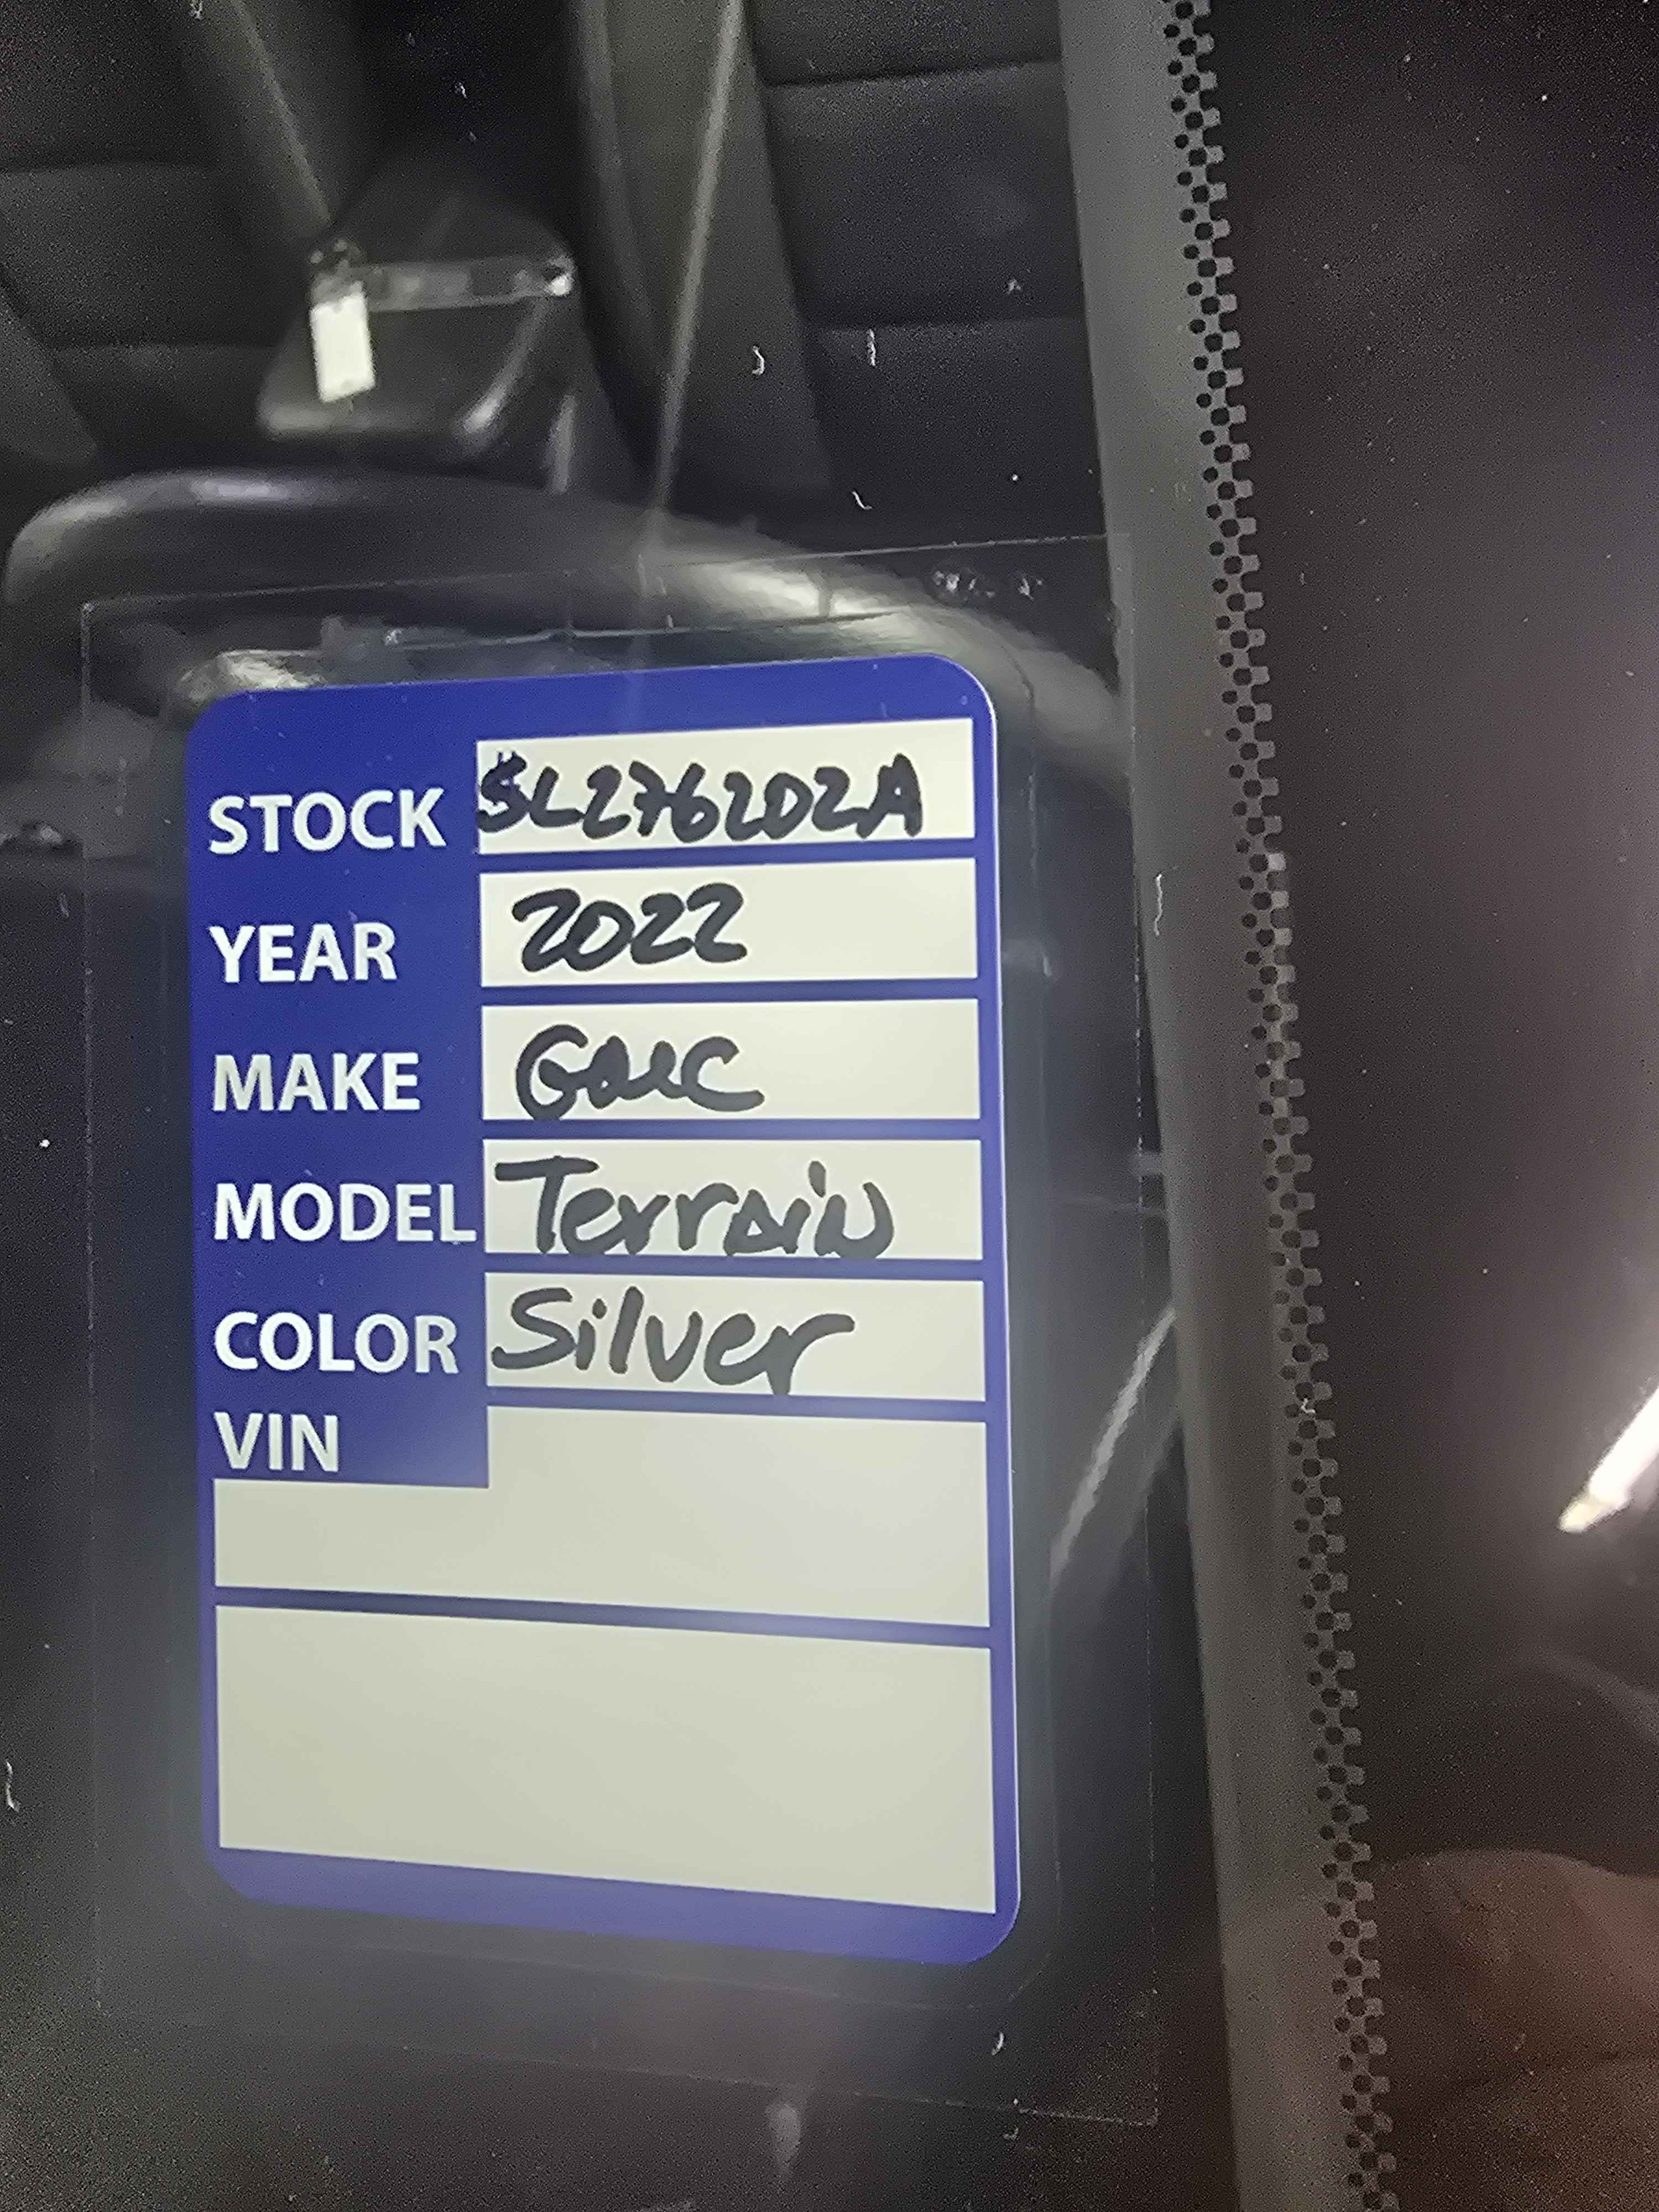 STOCK SL276202A
YEAR 2022
MAKE GMC
MODEL Terrain
COLOR Silver
VIN